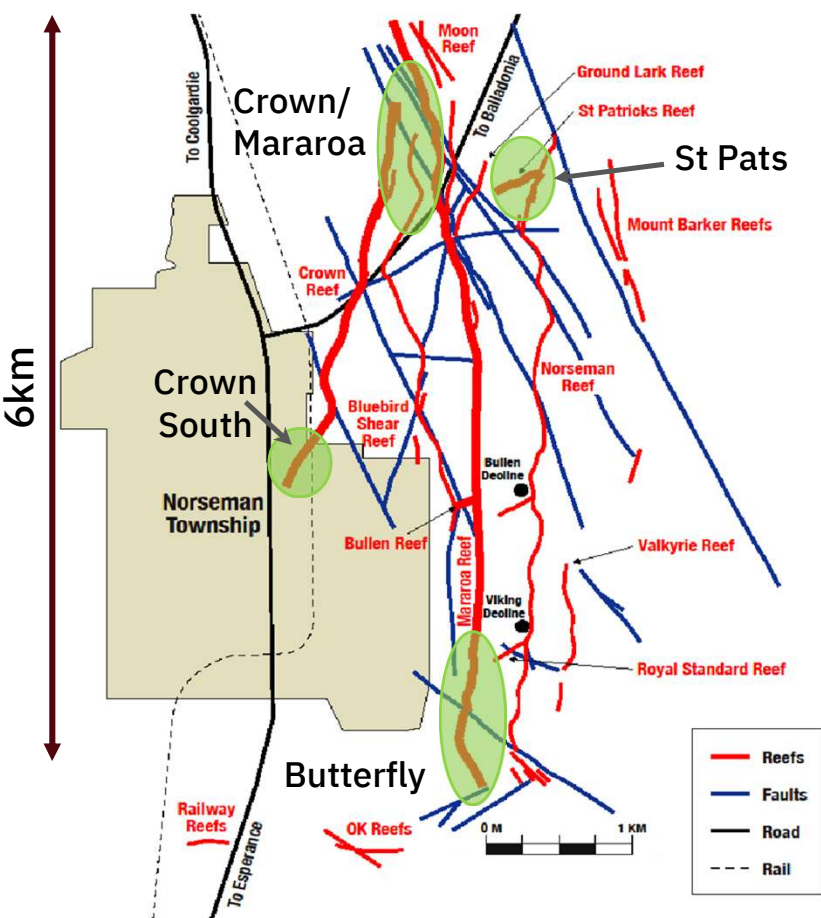 Moon
Reef
To Balladonia
Ground Lark Reef
To Coolgardie
Crown/
Mararoa
St Patricks Reef
St Pats
Mount Barker Reefs
Crown
Reef
6km
Norseman
Reef
Crown
South
Bluebird
Shear
Reef
Bullen
Deoline
Norseman
Township
Bullen Reef
Mararoa Reef
Valkyrie Reef
Viking
Deoline
Royal Standard Reef
Butterfly
Reefs
Faults
Road
Rail
Railway
Reefs
OK Reefs
0 M
1 KM
To Esperance